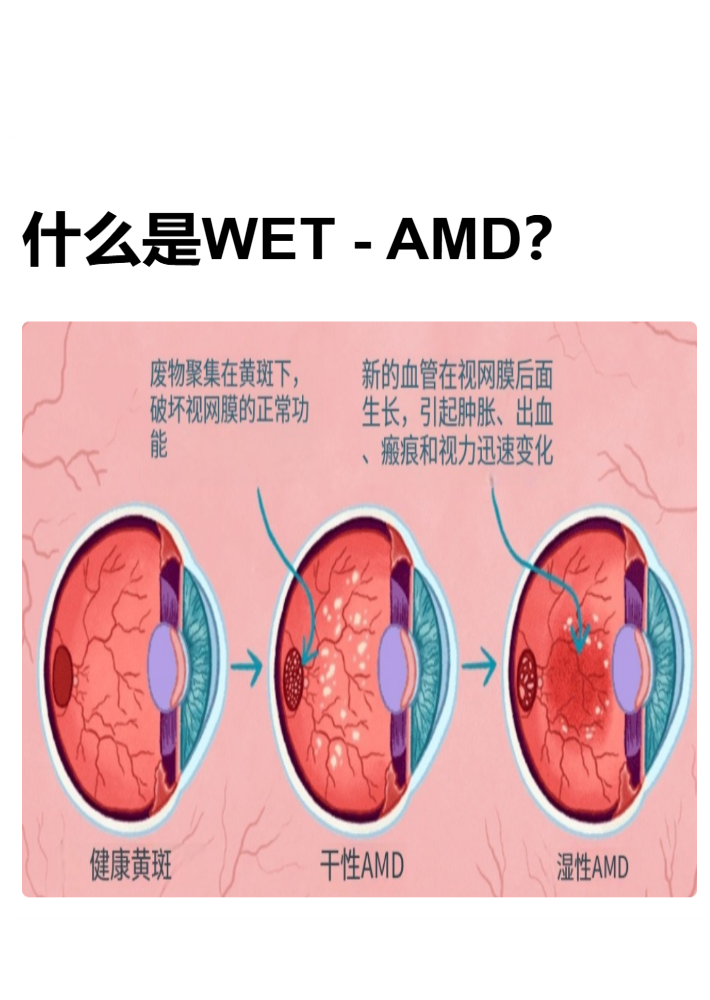 什么是WET - AMD?
废物聚集在黄斑下，
破坏视网膜的正常功
能
新的血管在视网膜后面
生长，引起肿胀、出血
、瘢痕和视力迅速变化
健康黄斑
干性AMD
湿性AMD